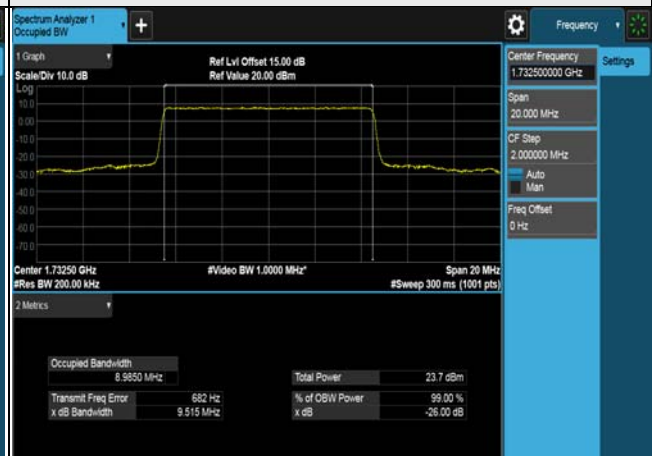 Spectrum Analyzer 1
Occupied BW
+
Frequency
1 Graph
Scale/Div 10.0 dB
Ref Lvl Offset 15.00 dB
Ref Value 20.00 dBm
Log
10.0
0.00
-10.0
-20.0
-30.0
-40.0
-50.0
-60.0
-70.0
Center 1.73250 GHz
#Video BW 1.0000 MHz*
Span 20 MHz
#Res BW 200.00 kHz
#Sweep 300 ms (1001 pts)
2 Metrics
Occupied Bandwidth
8.9850 MHz
Total Power 23.7 dBm
Transmit Freq Error 682 Hz
% of OBW Power 99.00 %
x dB Bandwidth 9.515 MHz
x dB -26.00 dB
Center Frequency
1.732500000 GHz
Settings
Span
20.000 MHz
CF Step
2.000000 MHz
Auto
Man
Freq Offset
0 Hz